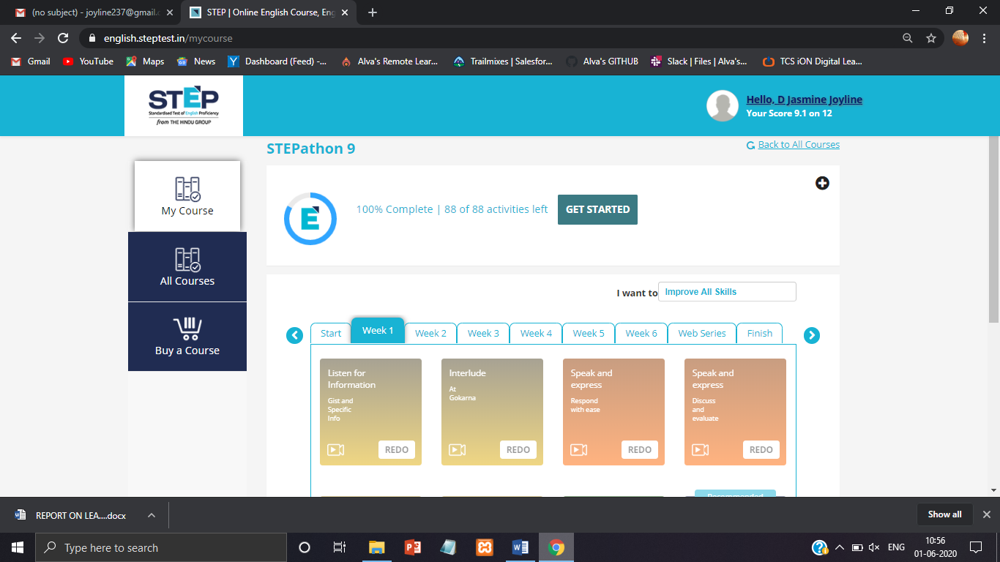 (no subject) - joyline237@gmail.c
STEP | Online English Course, Eng
english.steptest.in/mycourse
Gmail
YouTube
Maps
News
Dashboard (Feed) -...
Alva's Remote Lear...
Trailmixes | Salesfor...
Alva's GITHUB
Slack | Files | Alva's...
TCS iON Digital Lea...
STEP
Standardised Test of English Proficiency
from THE HINDU GROUP
Hello, D Jasmine Joyline
Your Score 9.1 on 12
STEPathon 9
Back to All Courses
My Course
All Courses
Buy a Course
E
100% Complete | 88 of 88 activities left
GET STARTED
I want to
Improve All Skills
Start
Week 1
Week 2
Week 3
Week 4
Week 5
Week 6
Web Series
Finish
Listen for
Information
Gist and
Specific
Info
REDO
Interlude
At
Gokarna
REDO
Speak and
express
Respond
with ease
REDO
Speak and
express
Discuss
and
evaluate
REDO
Recommended
REPORT ON LEA....docx
Show all
Type here to search
ENG
10:56
01-06-2020